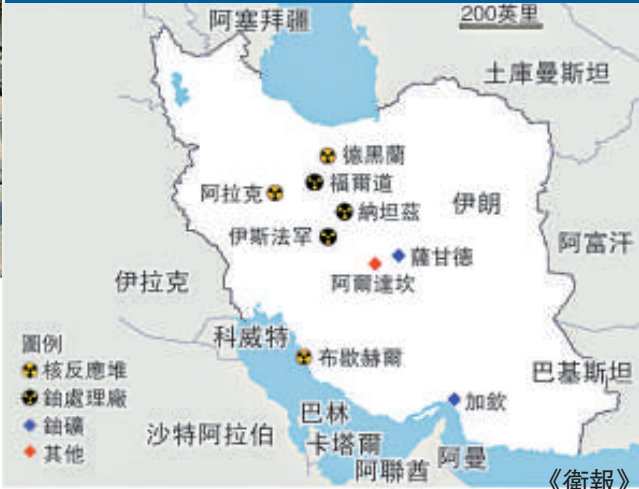 阿塞拜疆
200英里
土庫曼斯坦
德黑蘭
福爾道
阿拉克
納坦茲
伊朗
伊斯法罕
薩甘德
阿富汗
阿爾達坎
伊拉克
科威特
圖例
布歇赫爾
核反應堆
巴基斯坦
鈾處理廠
加欽
巴林
鈾礦
沙特阿拉伯
卡塔爾
阿曼
其他
阿聯酋
《衛報》